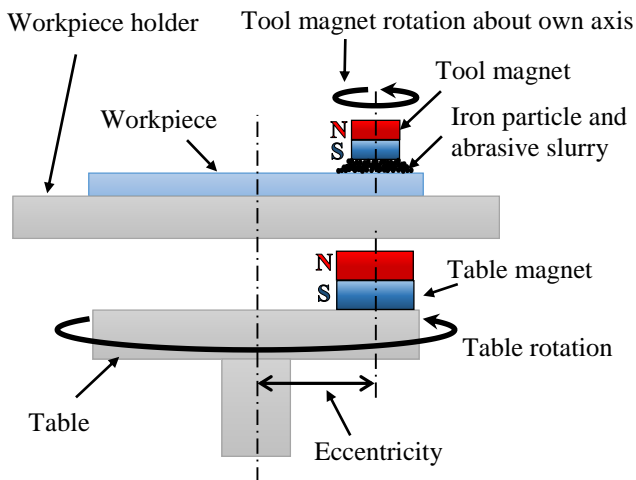 Workpiece holder
Tool magnet rotation about own axis
Tool magnet
Workpiece
Iron particle and
abrasive slurry
N
S
N
S
Table magnet
Table rotation
Table
Eccentricity